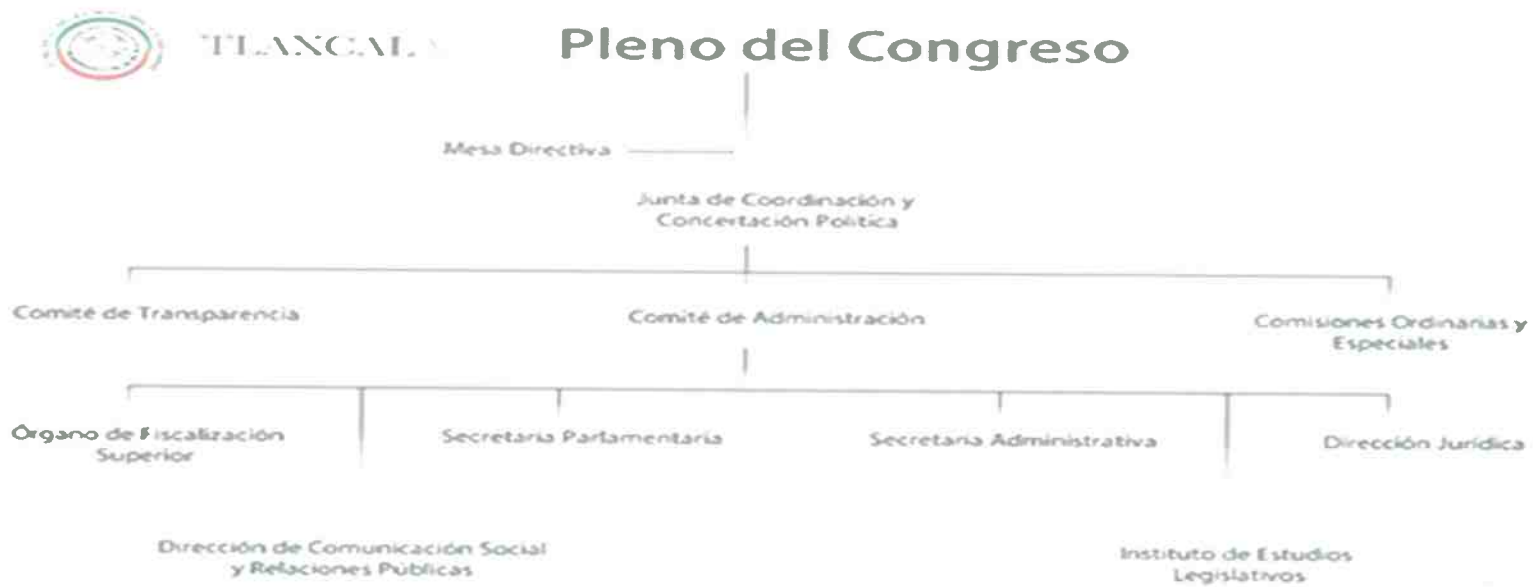 TLAXCALA
Pleno del Congreso
Mesa Directiva
Junta de Coordinación y
Concertación Política
Comité de Transparencia
Comité de Administración
Comisiones Ordinarias y
Especiales
Órgano de Fiscalización
Superior
Secretaria Parlamentaria
Secretaria Administrativa
Dirección Jurídica
Dirección de Comunicación Social
y Relaciones Públicas
Instituto de Estudios
Legislativos